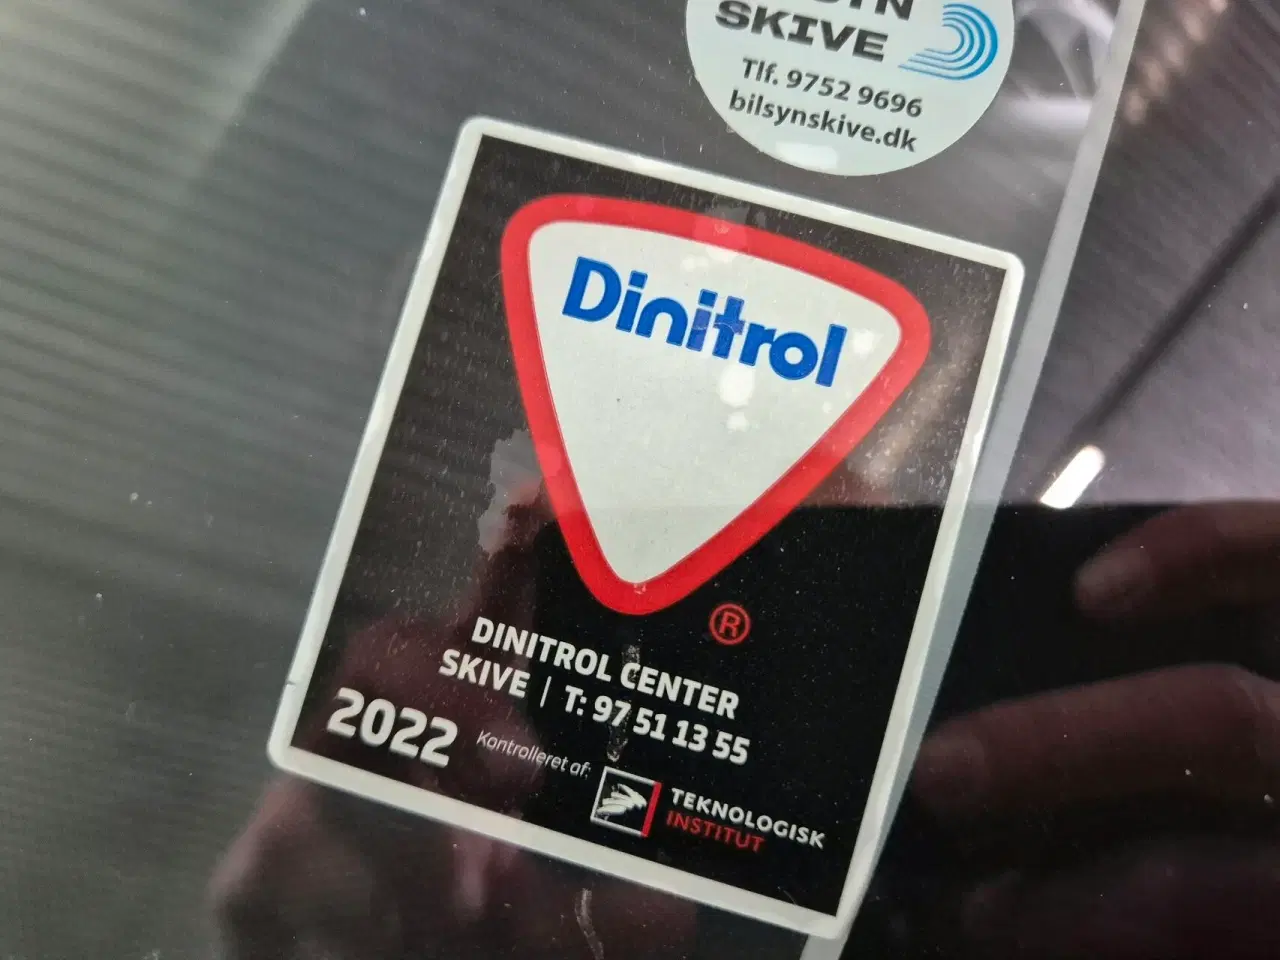 SKIVE
Tlf. 9752 9696
bilsynskive.dk
Dinitrol
®
DINITROL CENTER
SKIVE | T: 97 51 13 55
2022
Kontrolleret af:
TEKNOLOGISK
INSTITUT